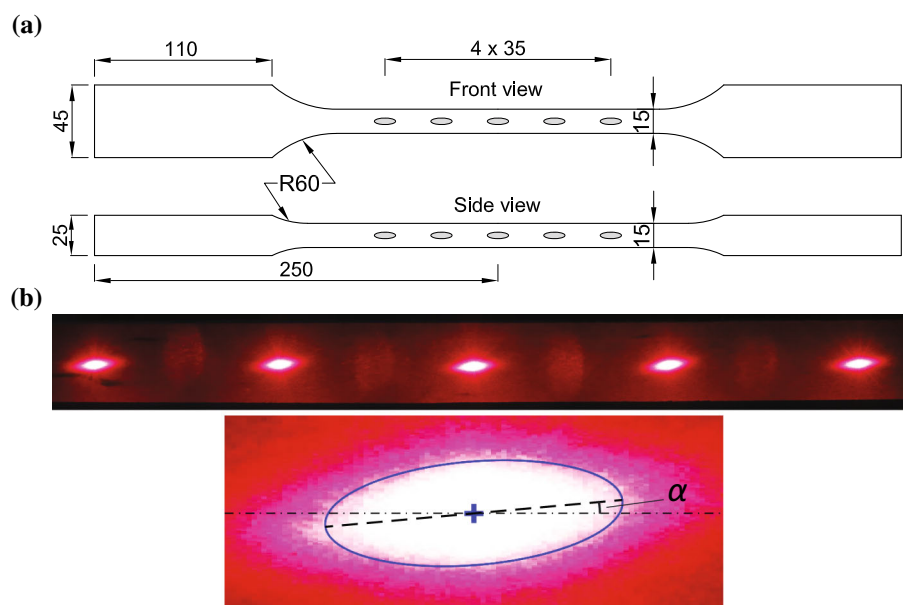 (a)
110
4 x 35
Front view
45
15
R60
Side view
25
15
250
(b)
α